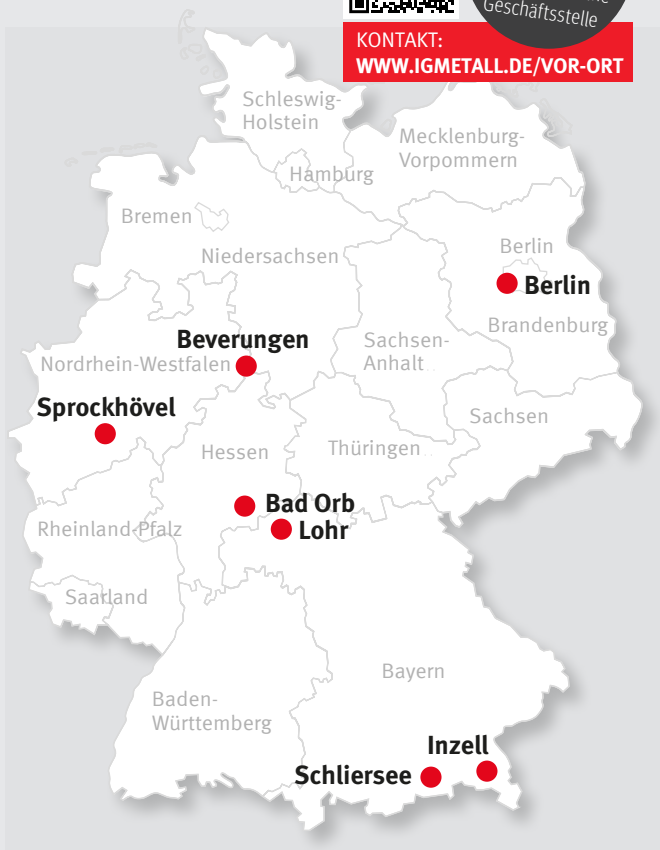 Geschäftsstelle
KONTAKT:
WWW.IGMETALL.DE/VOR-ORT
Schleswig-
Holstein
Mecklenburg-
Vorpommern
Hamburg
Bremen
Niedersachsen
Berlin
Berlin
Brandenburg
Beverungen
Sachsen-
Anhalt
Nordrhein-Westfalen
Sprockhövel
Sachsen
Hessen
Thüringen
Bad Orb
Lohr
Rheinland-Pfalz
Saarland
Bayern
Baden-
Württemberg
Inzell
Schliersee